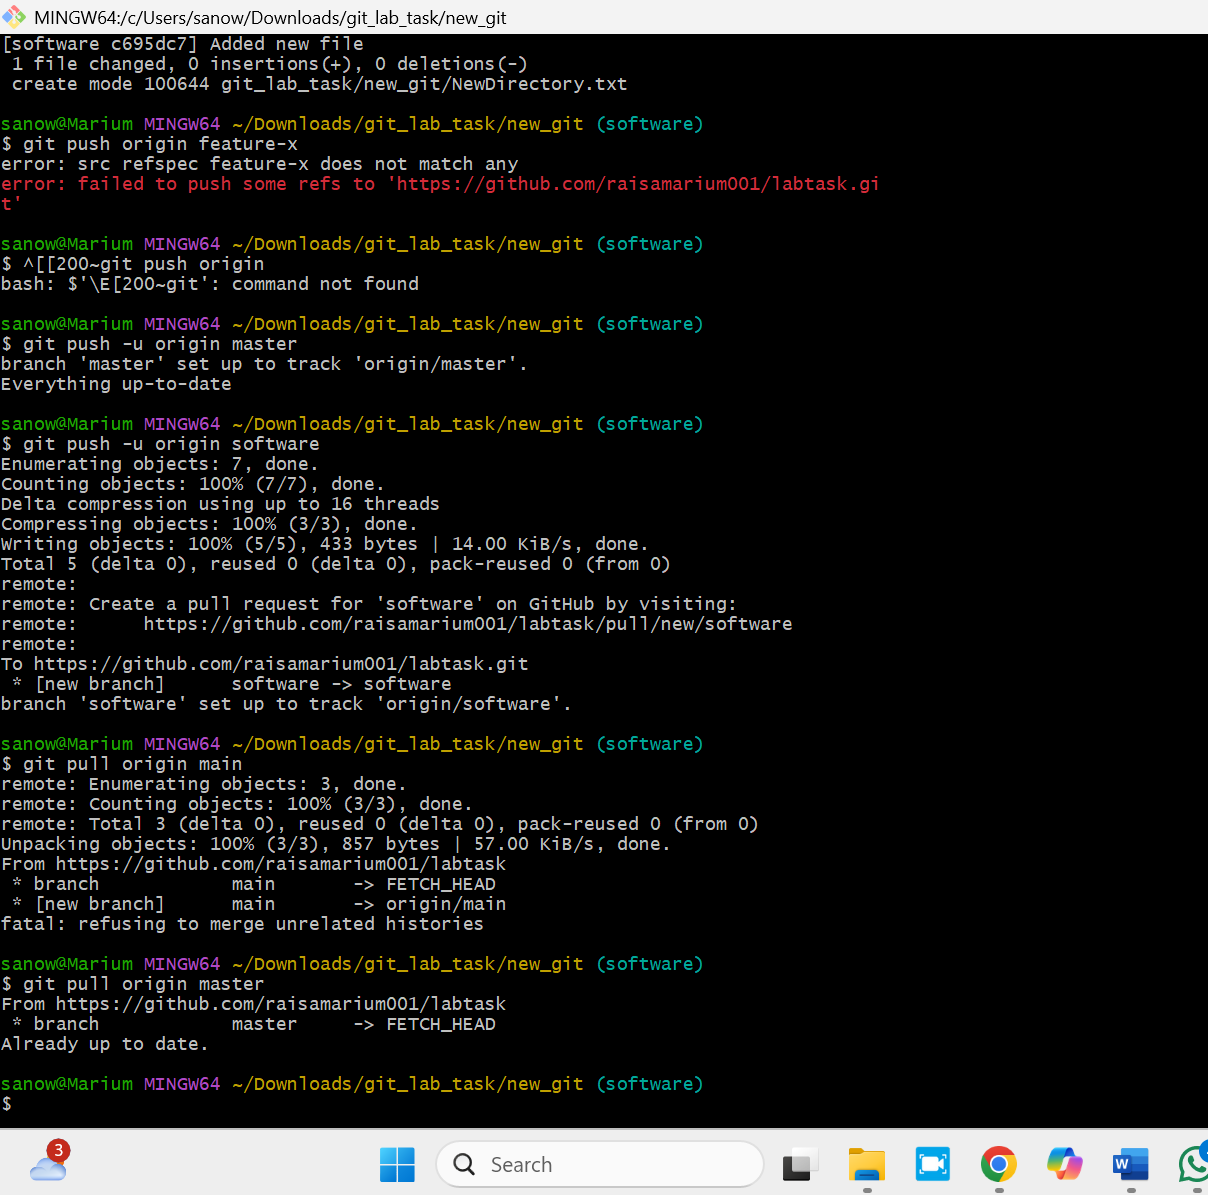 MINGW64:/c/Users/sanow/Downloads/git_lab_task/new_git
[software c695dc7] Added new file
 1 file changed, 0 insertions(+), 0 deletions(-)
 create mode 100644 git_lab_task/new_git/NewDirectory.txt
sanow@Marium MINGW64 ~/Downloads/git_lab_task/new_git (software)
$ git push origin feature-x
error: src refspec feature-x does not match any
error: failed to push some refs to 'https://github.com/raisamarium001/labtask.gi
t'
sanow@Marium MINGW64 ~/Downloads/git_lab_task/new_git (software)
$ ^[[200~git push origin
bash: $'\E[200~git': command not found
sanow@Marium MINGW64 ~/Downloads/git_lab_task/new_git (software)
$ git push -u origin master
branch 'master' set up to track 'origin/master'.
Everything up-to-date
sanow@Marium MINGW64 ~/Downloads/git_lab_task/new_git (software)
$ git push -u origin software
Enumerating objects: 7, done.
Counting objects: 100% (7/7), done.
Delta compression using up to 16 threads
Compressing objects: 100% (3/3), done.
Writing objects: 100% (5/5), 433 bytes | 14.00 KiB/s, done.
Total 5 (delta 0), reused 0 (delta 0), pack-reused 0 (from 0)
remote:
remote: Create a pull request for 'software' on GitHub by visiting:
remote:      https://github.com/raisamarium001/labtask/pull/new/software
remote:
To https://github.com/raisamarium001/labtask.git
 * [new branch]      software -> software
branch 'software' set up to track 'origin/software'.
sanow@Marium MINGW64 ~/Downloads/git_lab_task/new_git (software)
$ git pull origin main
remote: Enumerating objects: 3, done.
remote: Counting objects: 100% (3/3), done.
remote: Total 3 (delta 0), reused 0 (delta 0), pack-reused 0 (from 0)
Unpacking objects: 100% (3/3), 857 bytes | 57.00 KiB/s, done.
From https://github.com/raisamarium001/labtask
 * branch            main       -> FETCH_HEAD
 * [new branch]      main       -> origin/main
fatal: refusing to merge unrelated histories
sanow@Marium MINGW64 ~/Downloads/git_lab_task/new_git (software)
$ git pull origin master
From https://github.com/raisamarium001/labtask
 * branch            master     -> FETCH_HEAD
Already up to date.
sanow@Marium MINGW64 ~/Downloads/git_lab_task/new_git (software)
$
3
Search
W